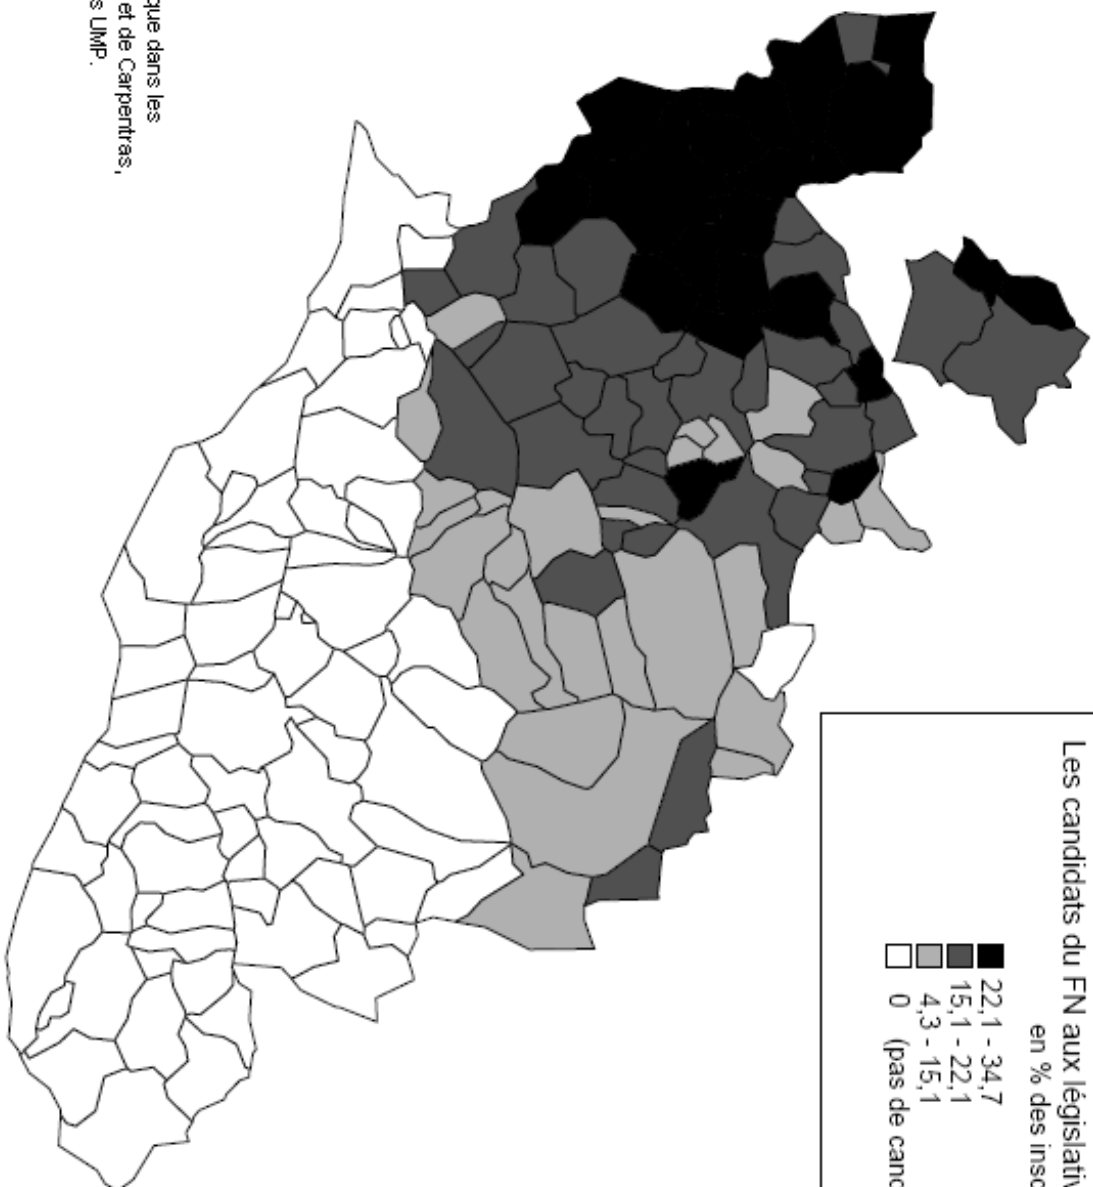 Les candidats du FN aux législativ
en % des insc
22,1 - 34,7
15,1 - 22,1
4,3 - 15,1
0 (pas de canc
que dans les
et de Carpentras,
s UMP.